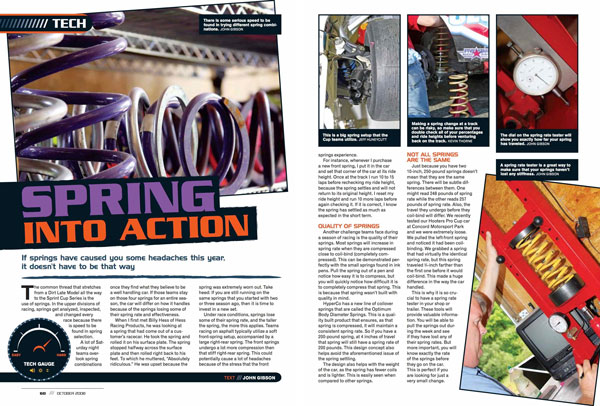 TECH
There is some serious speed to be
found in trying different spring combi-
nations. JOHN GIBSON
SPRING
INTO ACTION
If springs have caused you some headaches this year,
it doesn't have to be that way
The common thread that stretches
from a Dirt Late Model all the way
to the Sprint Cup Series is the
use of springs. In the upper divisions of
racing, springs get analyzed, inspected,
and changed every
race because there
is speed to be
found in spring
rates.
A lot of Sat-
urday-night
teams over-
look spring
combinations
EASY
HARD
TECH GAUGE
once they find what they believe to be
a well handling car. If those teams stay
on those four springs for an entire sea-
son, the car will differ on how it handles
because of the springs losing some of
their spring rate and effectiveness.
When I first met Billy Hess of Hess
Racing Products, he was looking at
a spring that had come out of a cus-
tomer's racecar. He took the spring and
rolled it on his surface plate. The spring
stopped halfway across the surface
plate and then rolled right back to his
feet. To which he muttered, "Absolutely
ridiculous." He was upset because the
spring was extremely worn out. Take
heed: If you are still running on the
same springs that you started with two
or three season ago, then it is time to
invest in a new set.
Under race conditions, springs lose
some of their spring rate, and the taller
the spring, the more this applies. Teams
racing on asphalt typically utilize a soft
front-spring setup, accompanied by a
large right-rear spring. The front springs
undergo a lot more compression than
that stiff right-rear spring. This could
potentially cause a lot of headaches
because of the stress that the front
TEXT /// JOHN GIBSON
/// OCTOBER 2008
This is a big spring setup that the
Cup teams utilize. JEFF HUNEYCUTT
Making a spring change at a track
can be risky, so make sure that you
double check all of your percentages
and ride heights before venturing
back on the track. KEVIN THORNE
The dial on the spring rate tester will
show you exactly how far your spring
has traveled. JOHN GIBSON
springs experience.
For instance, whenever I purchase
a new front spring, I put it in the car
and set that corner of the car at its ride
height. Once at the track I run 10 to 15
laps before rechecking my ride height,
because the spring settles and will not
return to its original height. I reset my
ride height and run 10 more laps before
again checking it. If it is correct, I know
the spring has settled as much as
expected in the short term.
QUALITY OF SPRINGS
Another challenge teams face during
a season of racing is the quality of their
springs. Most springs will increase in
spring rate when they are compressed
close to coil-bind (completely com-
pressed). This can be demonstrated per-
fectly with the small springs found in ink
pens. Pull the spring out of a pen and
notice how easy it is to compress, but
you will quickly notice how difficult it is
to completely compress that spring. This
is because that spring wasn't built with
quality in mind.
HyperCo has a new line of coilover
springs that are called the Optimum
Body Diameter Springs. This is a qual-
ity built product that ensures, as that
spring is compressed, it will maintain a
consistent spring rate. So if you have a
200-pound spring, at 4 inches of travel
that spring will still have a spring rate of
200 pounds. This design concept also
helps avoid the aforementioned issue of
the spring settling.
The design also helps with the weight
of the car, as the spring has fewer coils
and is lighter. This is easily seen when
compared to other springs.
NOT ALL SPRINGS
ARE THE SAME
Just because you have two
10-inch, 250-pound springs doesn't
mean that they are the same
spring. There will be subtle dif-
ferences between them. One
might read 248 pounds of spring
rate while the other reads 257
pounds of spring rate. Also, the
travel they undergo before they
coil-bind will differ. We recently
tested our Hooters Pro Cup car
at Concord Motorsport Park
and we were extremely loose.
We pulled the left-front spring
and noticed it had been coil-
binding. We grabbed a spring
that had virtually the identical
spring rate, but this spring
traveled ½-inch farther than
the first one before it would
coil-bind. This made a huge
difference in the way the car
handled.
This is why it is so cru-
cial to have a spring rate
tester in your shop or
trailer. These tools will
provide valuable informa-
tion. You will be able to
pull the springs out dur-
ing the week and see
if they have lost any of
their spring rates. But
more important, you will
know exactly the rate
of the springs before
they go on the car.
This is perfect if you
are looking for just a
very small change.
A spring rate tester is a great way to
make sure that your springs haven't
lost any stiffness. JOHN GIBSON